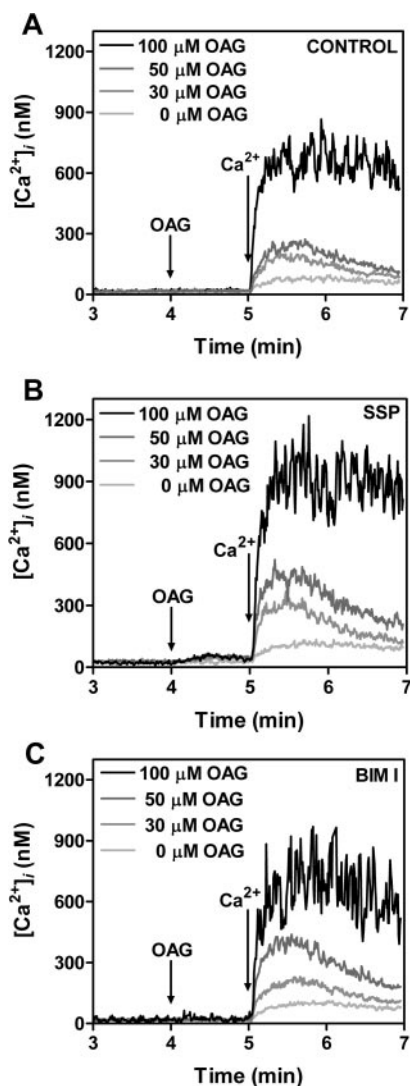 A
1200
900
600
300
0
[Ca²⁺]i (nM)
100 μM OAG
50 μM OAG
30 μM OAG
0 μM OAG
CONTROL
Ca²⁺
OAG
3 4 5 6 7
Time (min)
B
1200
900
600
300
0
[Ca²⁺]i (nM)
100 μM OAG
50 μM OAG
30 μM OAG
0 μM OAG
SSP
Ca²⁺
OAG
3 4 5 6 7
Time (min)
C
1200
900
600
300
0
[Ca²⁺]i (nM)
100 μM OAG
50 μM OAG
30 μM OAG
0 μM OAG
BIM I
Ca²⁺
OAG
3 4 5 6 7
Time (min)